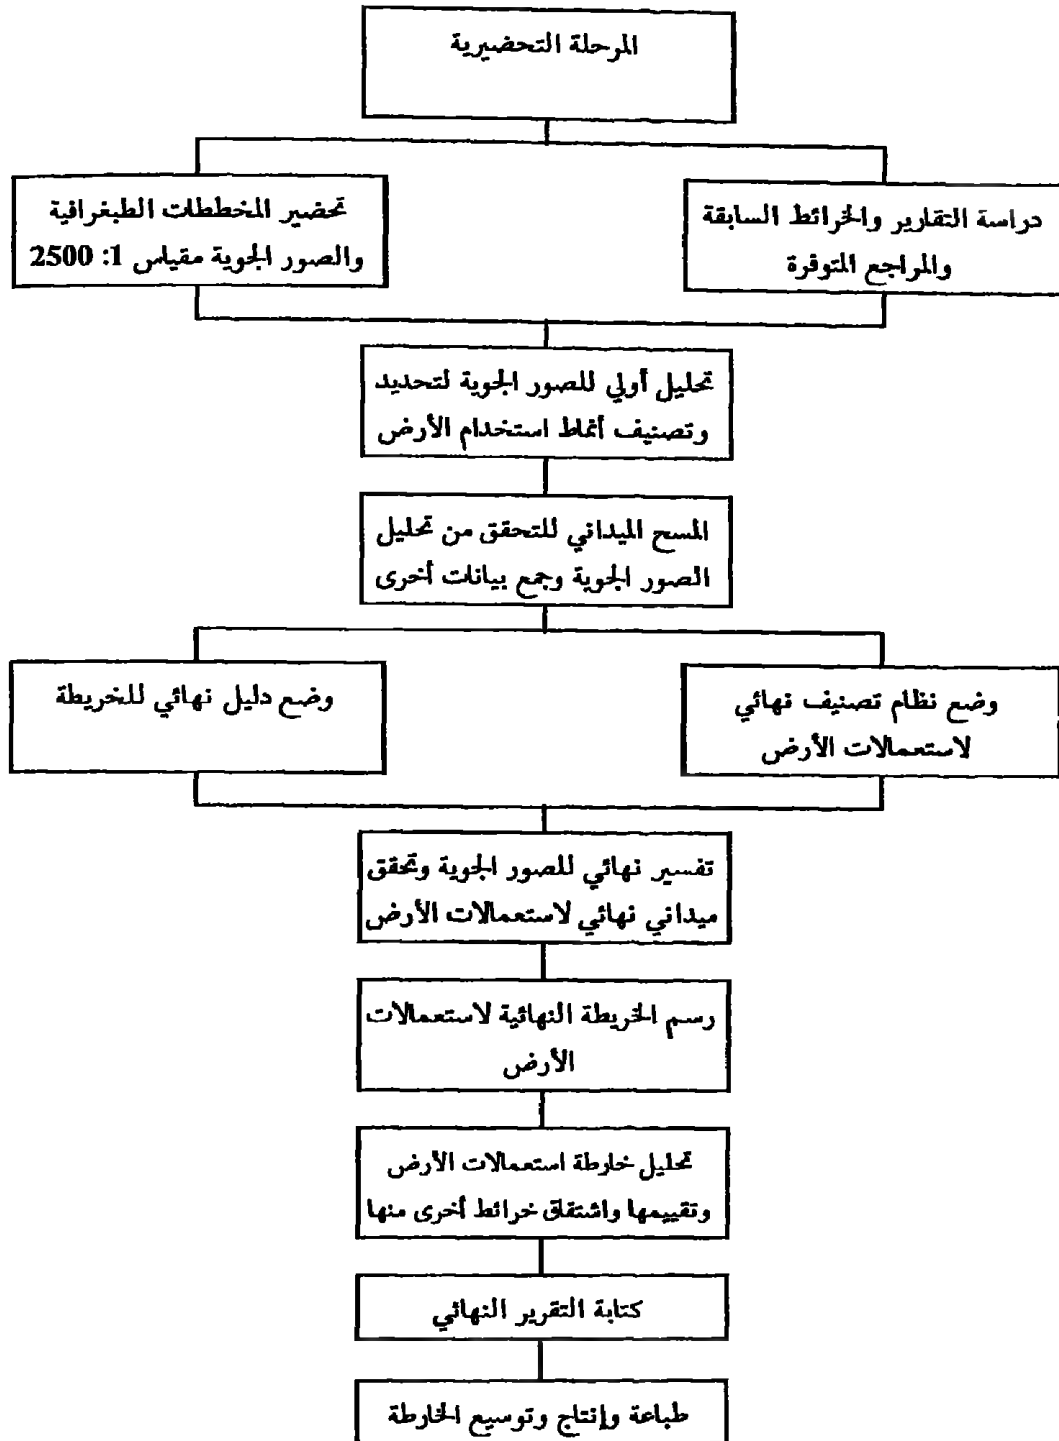 المرحلة التحضيرية
دراسة التقارير والخرائط السابقة
والمراجع المتوفرة
تحضير المخططات الطبغرافية
والصور الجوية مقياس 1: 2500
تحليل أولي للصور الجوية لتحديد
وتصنيف أنماط استخدام الأرض
المسح الميداني للتحقق من تحليل
الصور الجوية وجمع بيانات أخرى
وضع نظام تصنيف نهائي
لاستعمالات الأرض
وضع دليل نهائي للخريطة
تفسير نهائي للصور الجوية وتحقق
ميداني نهائي لاستعمالات الأرض
رسم الخريطة النهائية لاستعمالات
الأرض
تحليل خارطة استعمالات الأرض
وتقييمها واشتقاق خرائط أخرى منها
كتابة التقرير النهائي
طباعة وإنتاج وتوسيع الخارطة